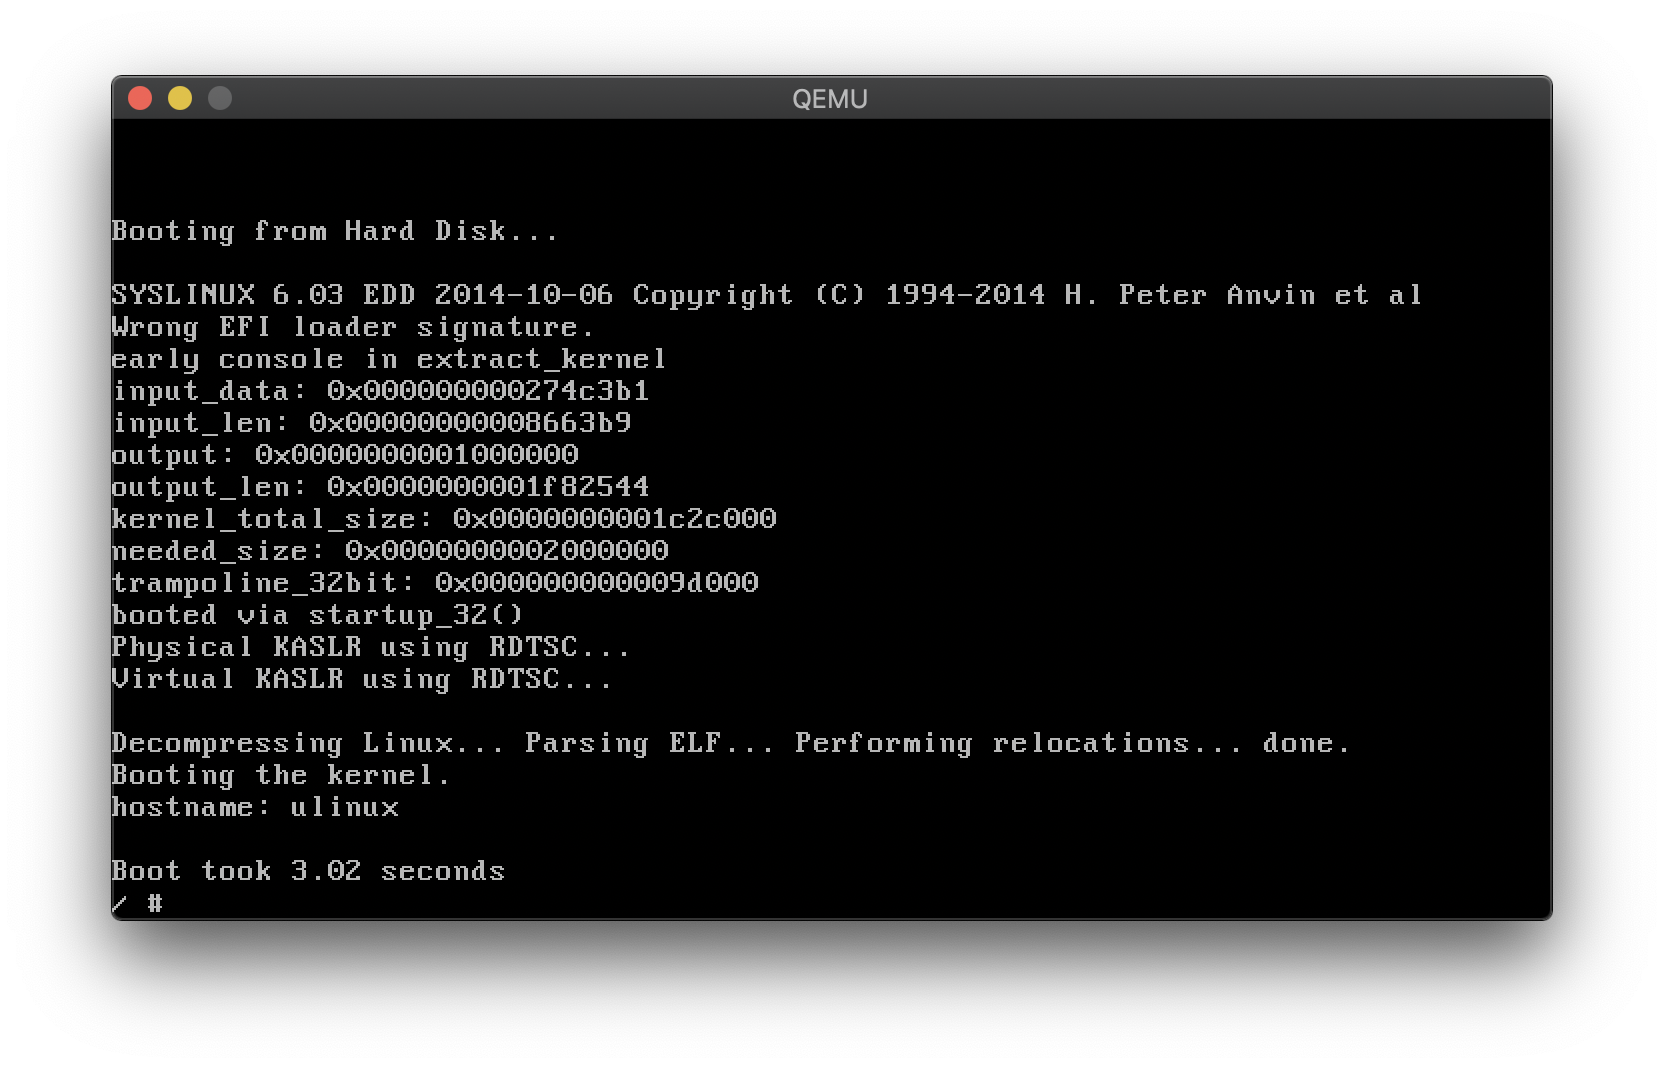 QEMU
Booting from Hard Disk...
SYSLINUX 6.03 EDD 2014-10-06 Copyright (C) 1994-2014 H. Peter Anvin et al
Wrong EFI loader signature.
early console in extract_kernel
input_data: 0x000000000274c3b1
input_len: 0x00000000008663b9
output: 0x0000000001000000
output_len: 0x0000000001f82544
kernel_total_size: 0x0000000001c2c000
needed_size: 0x0000000002000000
trampoline_32bit: 0x000000000009d000
booted via startup_32()
Physical KASLR using RDTSC...
Virtual KASLR using RDTSC...
Decompressing Linux... Parsing ELF... Performing relocations... done.
Booting the kernel.
hostname: ulinux
Boot took 3.02 seconds
/ #